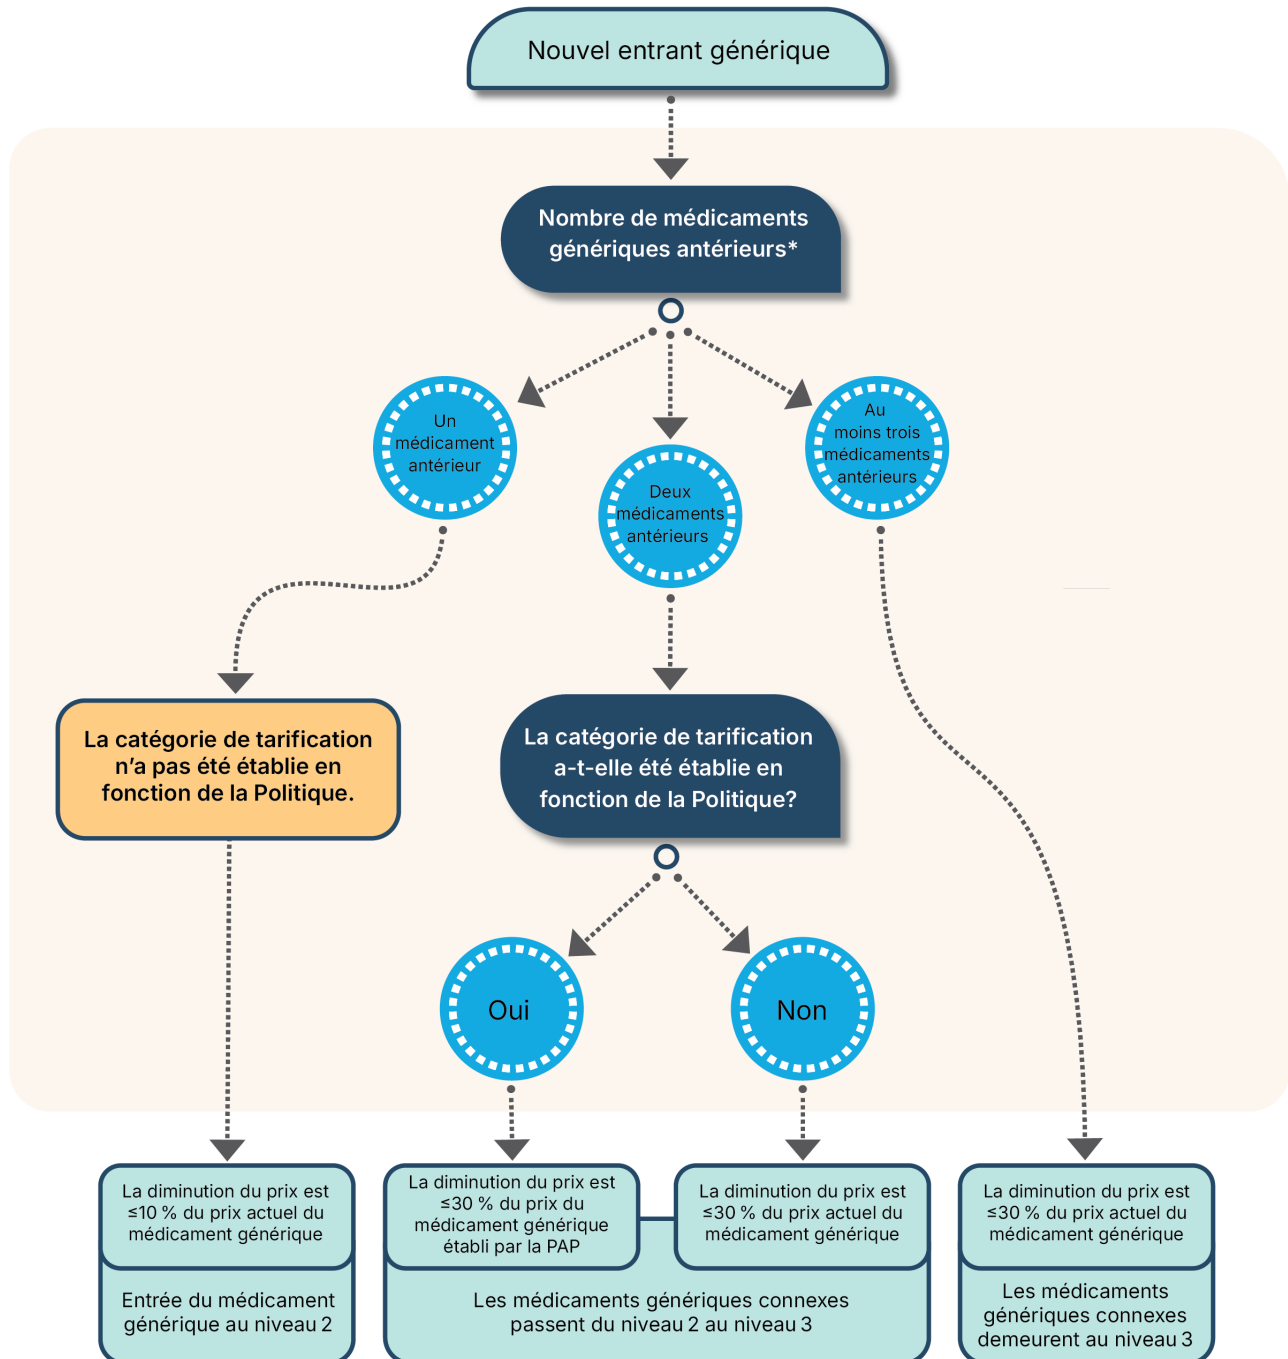 Nouvel entrant générique
Nombre de médicaments
génériques antérieurs*
Un
médicament
antérieur
Deux
médicaments
antérieurs
Au
moins trois
médicaments
antérieurs
La catégorie de tarification
n’a pas été établie en
fonction de la Politique.
La catégorie de tarification
a-t-elle été établie en
fonction de la Politique?
Oui
Non
La diminution du prix est
≤10 % du prix actuel du
médicament générique
Entrée du médicament
générique au niveau 2
La diminution du prix est
≤30 % du prix du
médicament générique
établi par la PAP
La diminution du prix est
≤30 % du prix actuel du
médicament générique
Les médicaments génériques connexes
passent du niveau 2 au niveau 3
La diminution du prix est
≤30 % du prix actuel du
médicament générique
Les médicaments
génériques connexes
demeurent au niveau 3